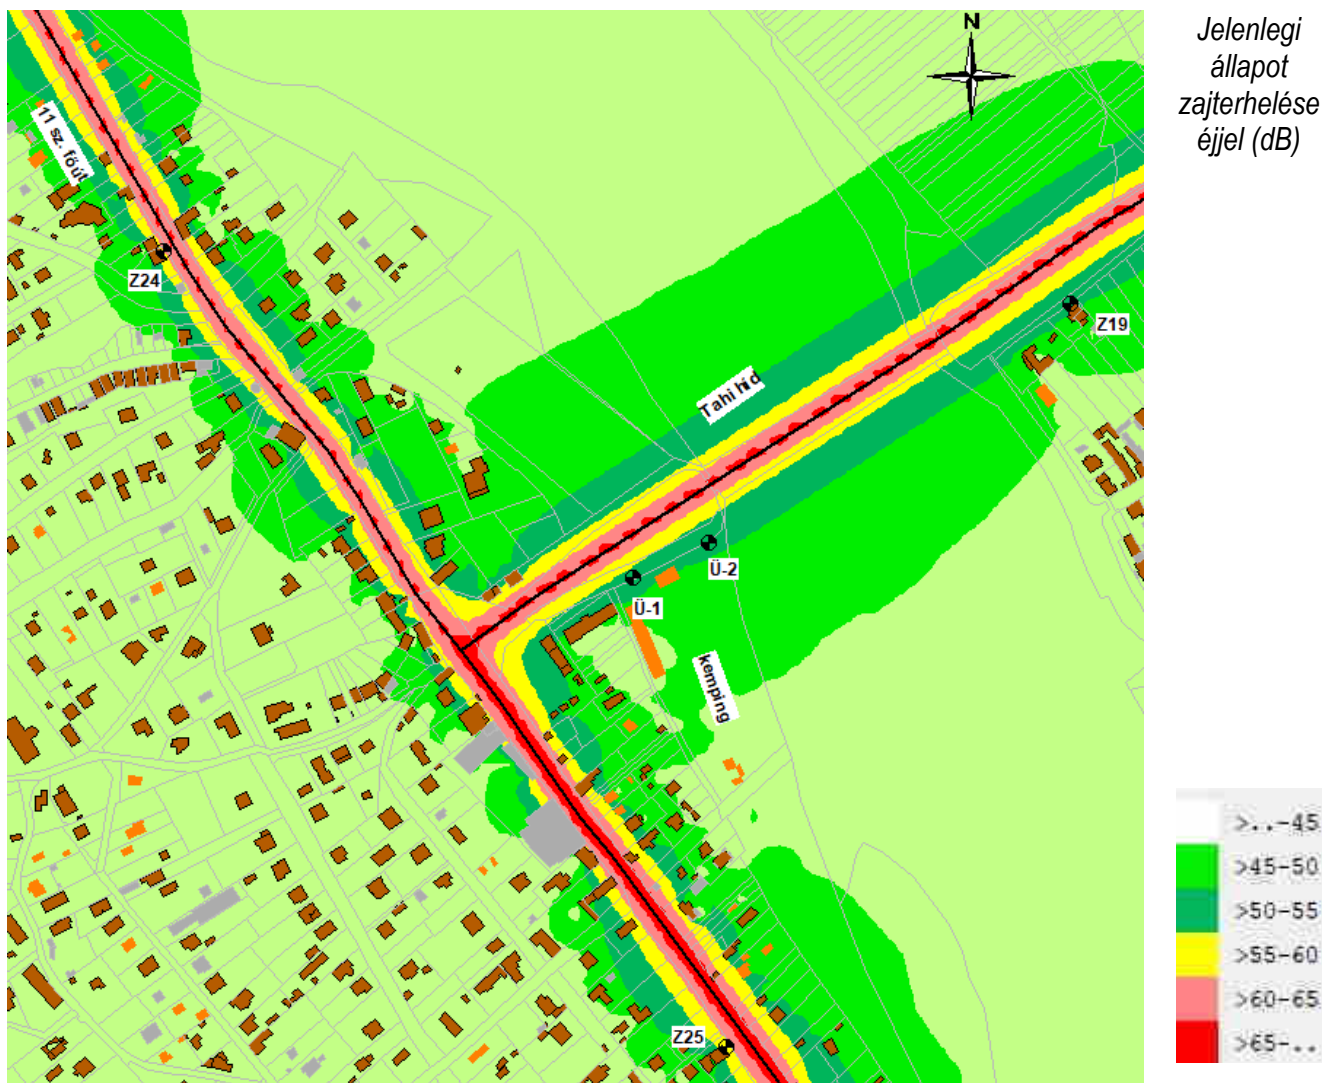 N
Jelenlegi
állapot
zajterhelése
éjjel (dB)
11 sz. főút
Z24
Z19
Tahi híd
Ü-2
Ü-1
kemping
Z25
>..-45
>45-50
>50-55
>55-60
>60-65
>65-..